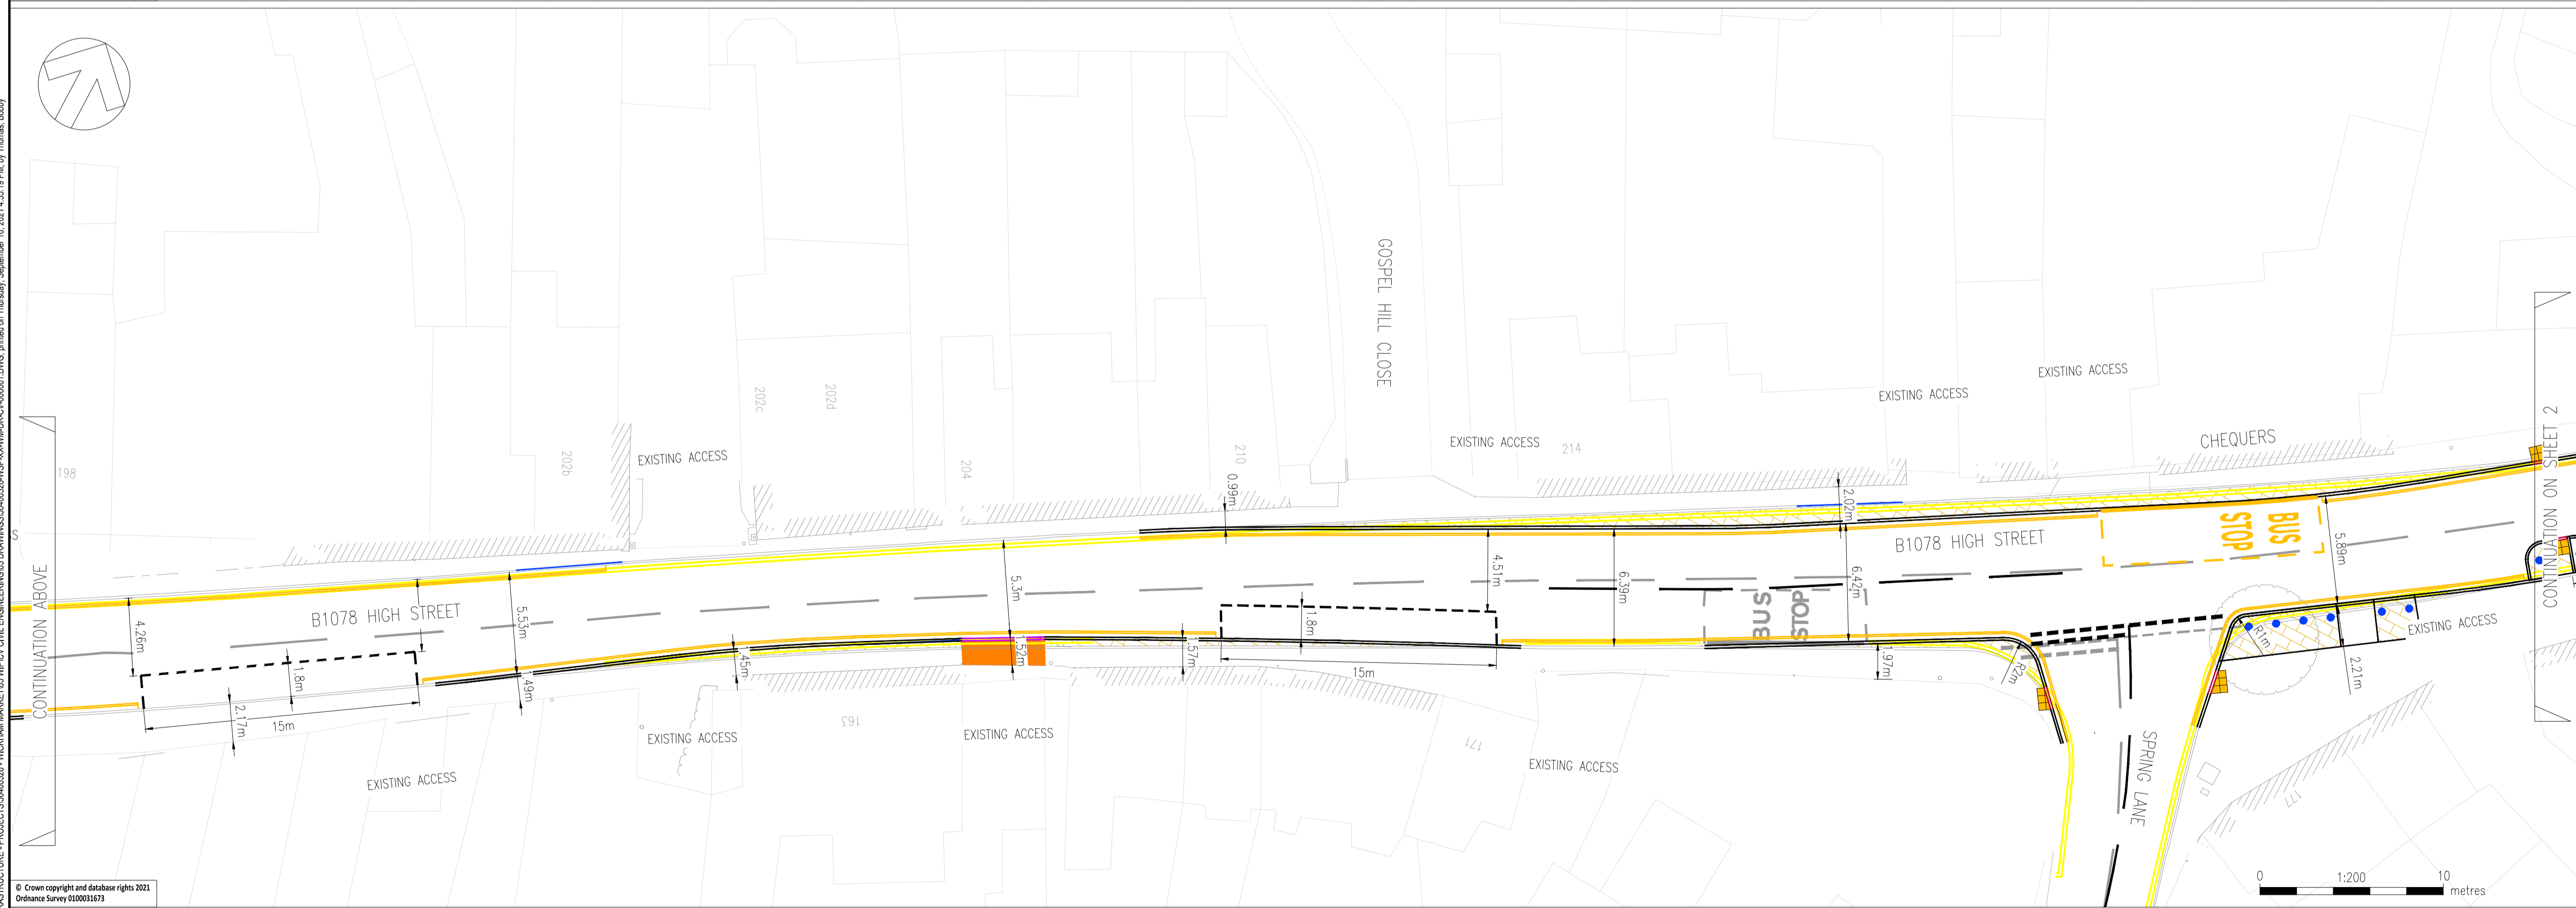 198
202b
EXISTING ACCESS
202c
202d
204
210
GOSPEL HILL CLOSE
EXISTING ACCESS
214
EXISTING ACCESS
EXISTING ACCESS
CHEQUERS
CONTINUATION ON SHEET 2
CONTINUATION ABOVE
S
4.26m
B1078 HIGH STREET
5.53m
5.3m
0.99m
4.51m
6.39m
2.02m
6.42m
B1078 HIGH STREET
BUS
STOP
5.89m
1.8m
2.17m
15m
1.49m
1.45m
1.52m
1.57m
1.8m
15m
BUS
STOP
1.97m
R2m
R1m
2.21m
EXISTING ACCESS
EXISTING ACCESS
EXISTING ACCESS
163
EXISTING ACCESS
171
EXISTING ACCESS
SPRING LANE
177
© Crown copyright and database rights 2021
Ordnance Survey 0100031673
0 1:200 10
metres